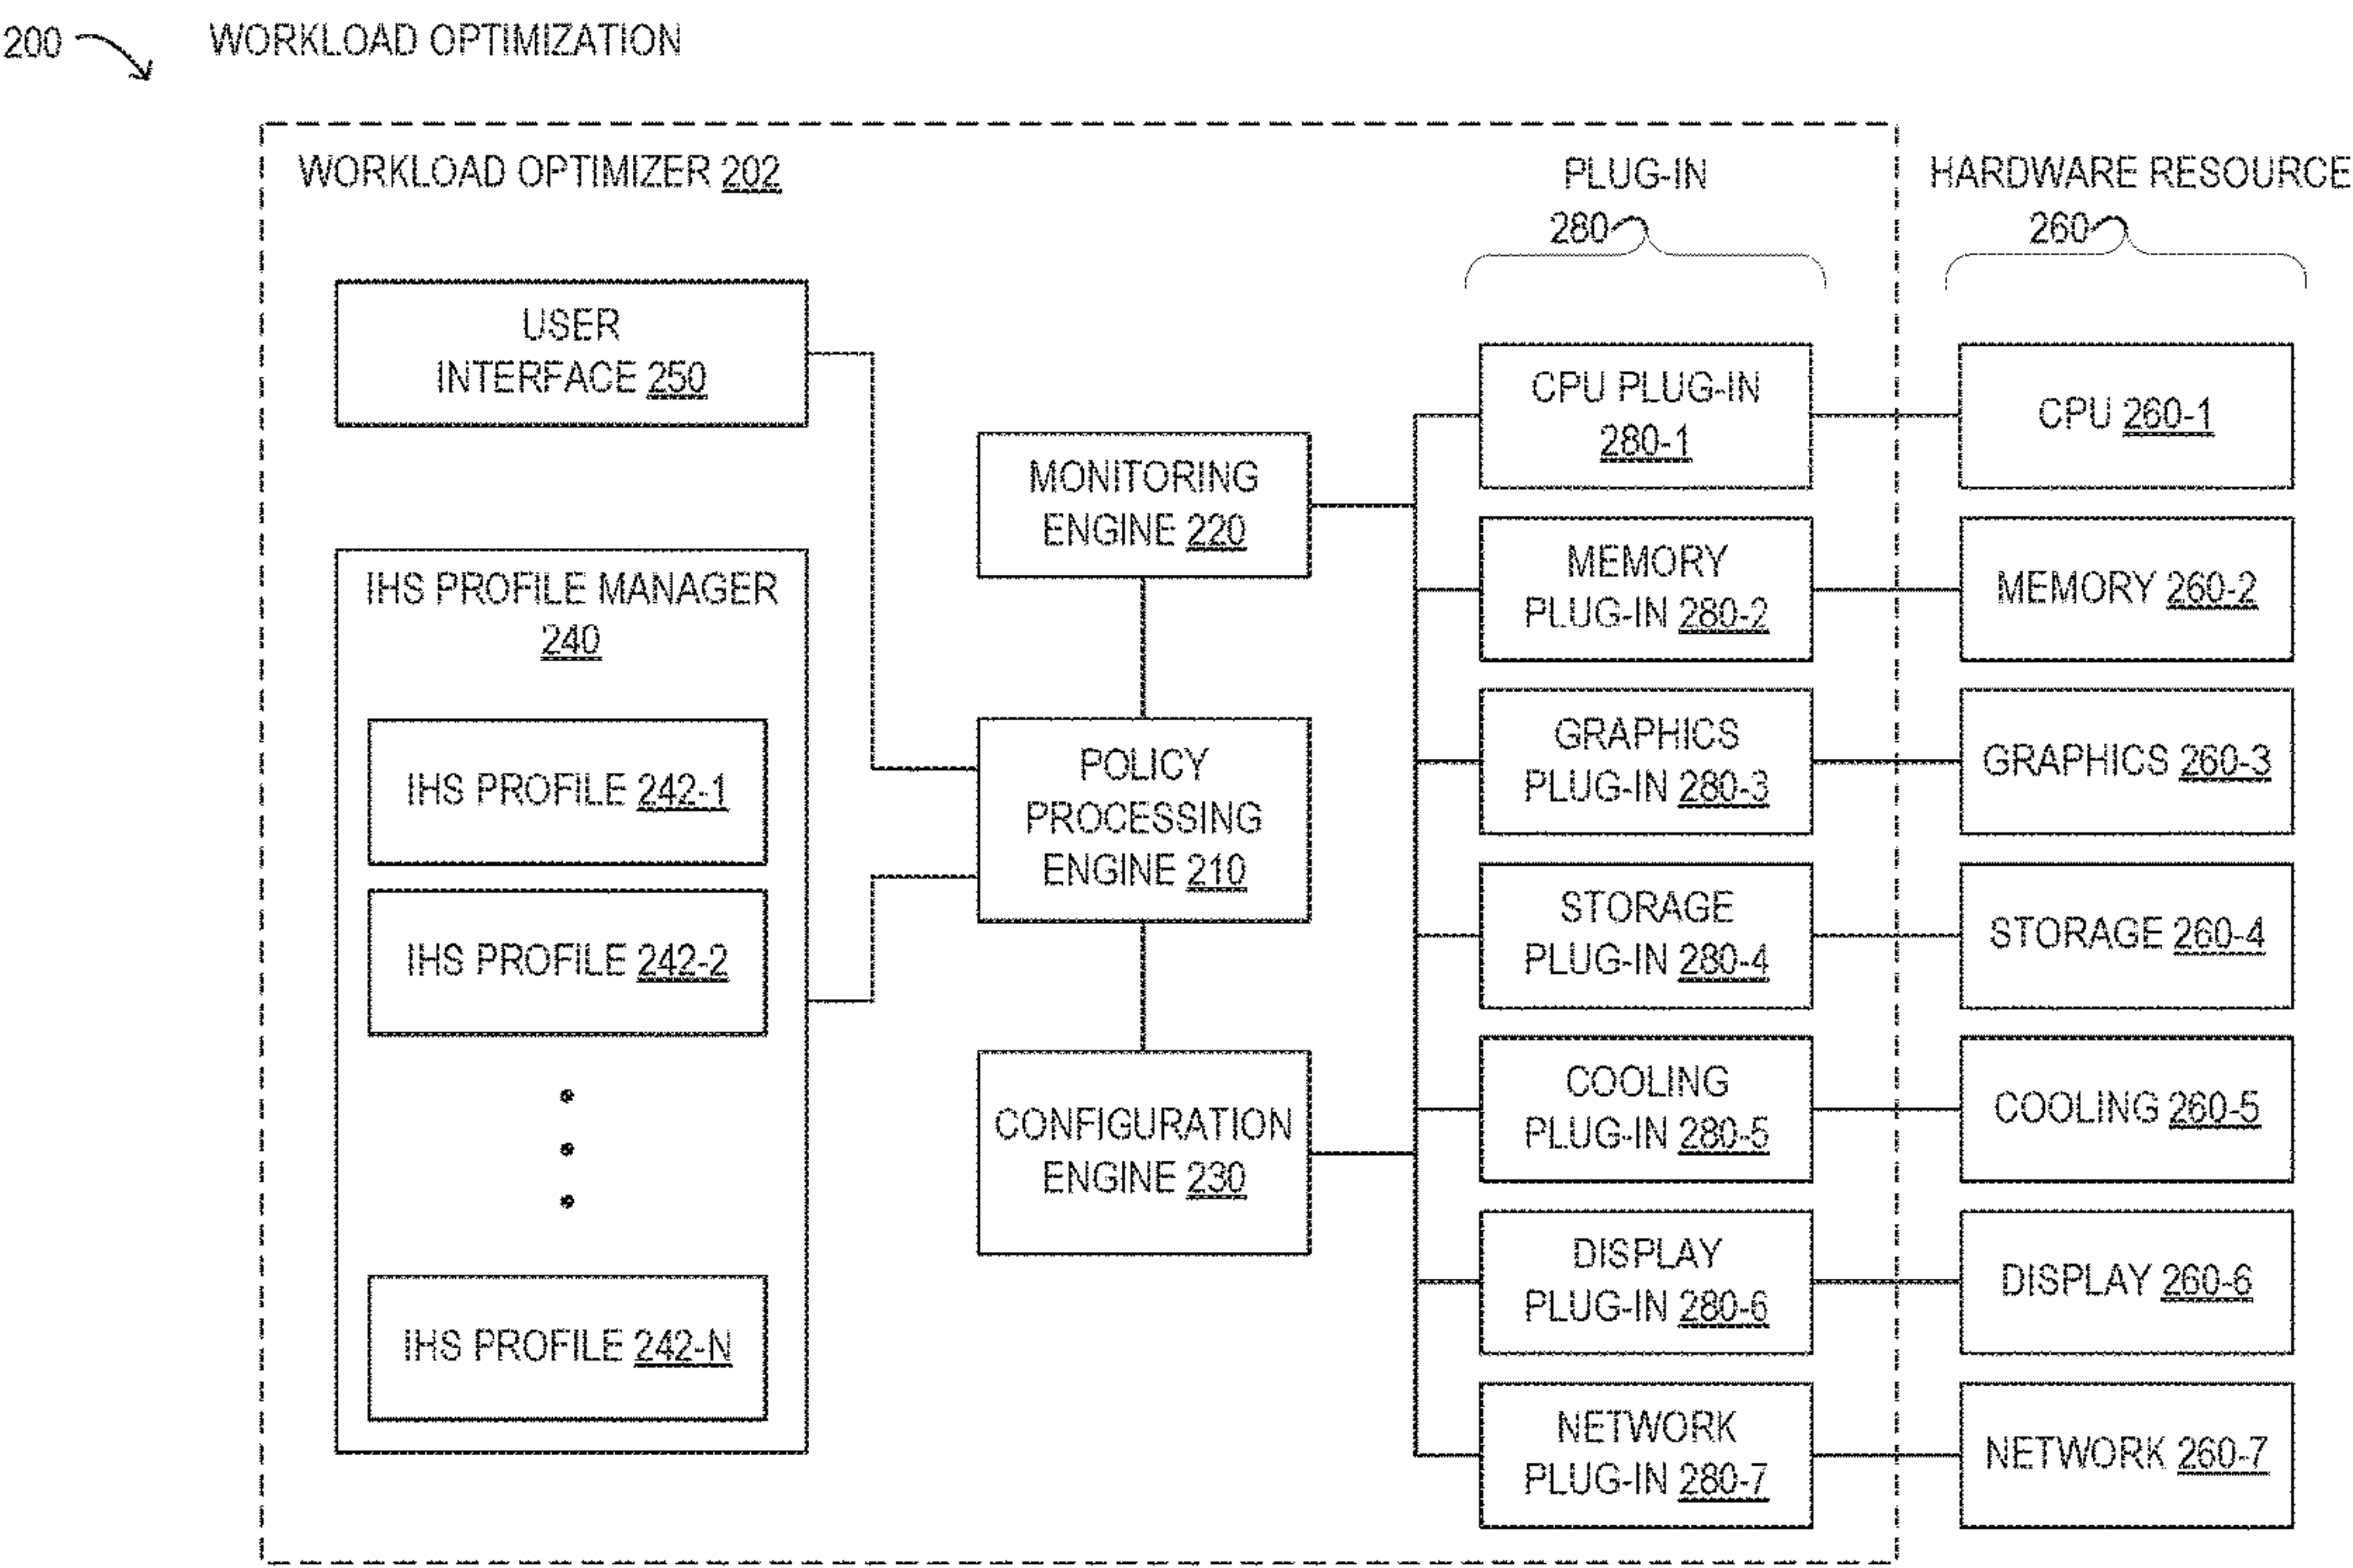 200
WORKLOAD OPTIMIZATION
WORKLOAD OPTIMIZER 202
PLUG-IN
280
HARDWARE RESOURCE
260
USER
INTERFACE 250
IHS PROFILE MANAGER
240
IHS PROFILE 242-1
IHS PROFILE 242-2
IHS PROFILE 242-N
MONITORING
ENGINE 220
POLICY
PROCESSING
ENGINE 210
CONFIGURATION
ENGINE 230
CPU PLUG-IN
280-1
MEMORY
PLUG-IN 280-2
GRAPHICS
PLUG-IN 280-3
STORAGE
PLUG-IN 280-4
COOLING
PLUG-IN 280-5
DISPLAY
PLUG-IN 280-6
NETWORK
PLUG-IN 280-7
CPU 260-1
MEMORY 260-2
GRAPHICS 260-3
STORAGE 260-4
COOLING 260-5
DISPLAY 260-6
NETWORK 260-7